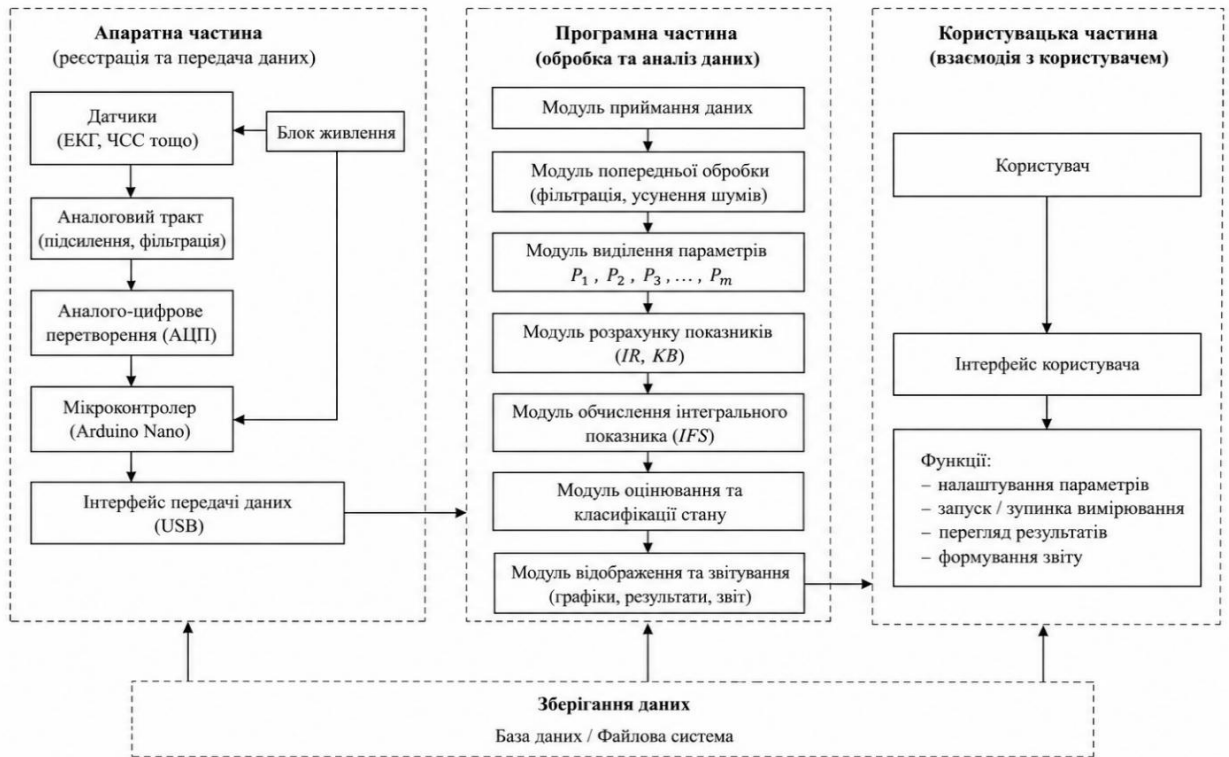 Апаратна частина
(реєстрація та передача даних)
Датчики
(ЕКГ, ЧСС тощо)
Блок живлення
Аналоговий тракт
(підсилення, фільтрація)
Аналого-цифрове
перетворення (АЦП)
Мікроконтролер
(Arduino Nano)
Інтерфейс передачі даних
(USB)
Програмна частина
(обробка та аналіз даних)
Модуль приймання даних
Модуль попередньої обробки
(фільтрація, усунення шумів)
Модуль виділення параметрів
P₁ , P₂ , P₃ , … , Pₘ
Модуль розрахунку показників
(IR, KB)
Модуль обчислення інтегрального
показника (IFS)
Модуль оцінювання та
класифікації стану
Модуль відображення та звітування
(графіки, результати, звіт)
Користувацька частина
(взаємодія з користувачем)
Користувач
Інтерфейс користувача
Функції:
– налаштування параметрів
– запуск / зупинка вимірювання
– перегляд результатів
– формування звіту
Зберігання даних
База даних / Файлова система